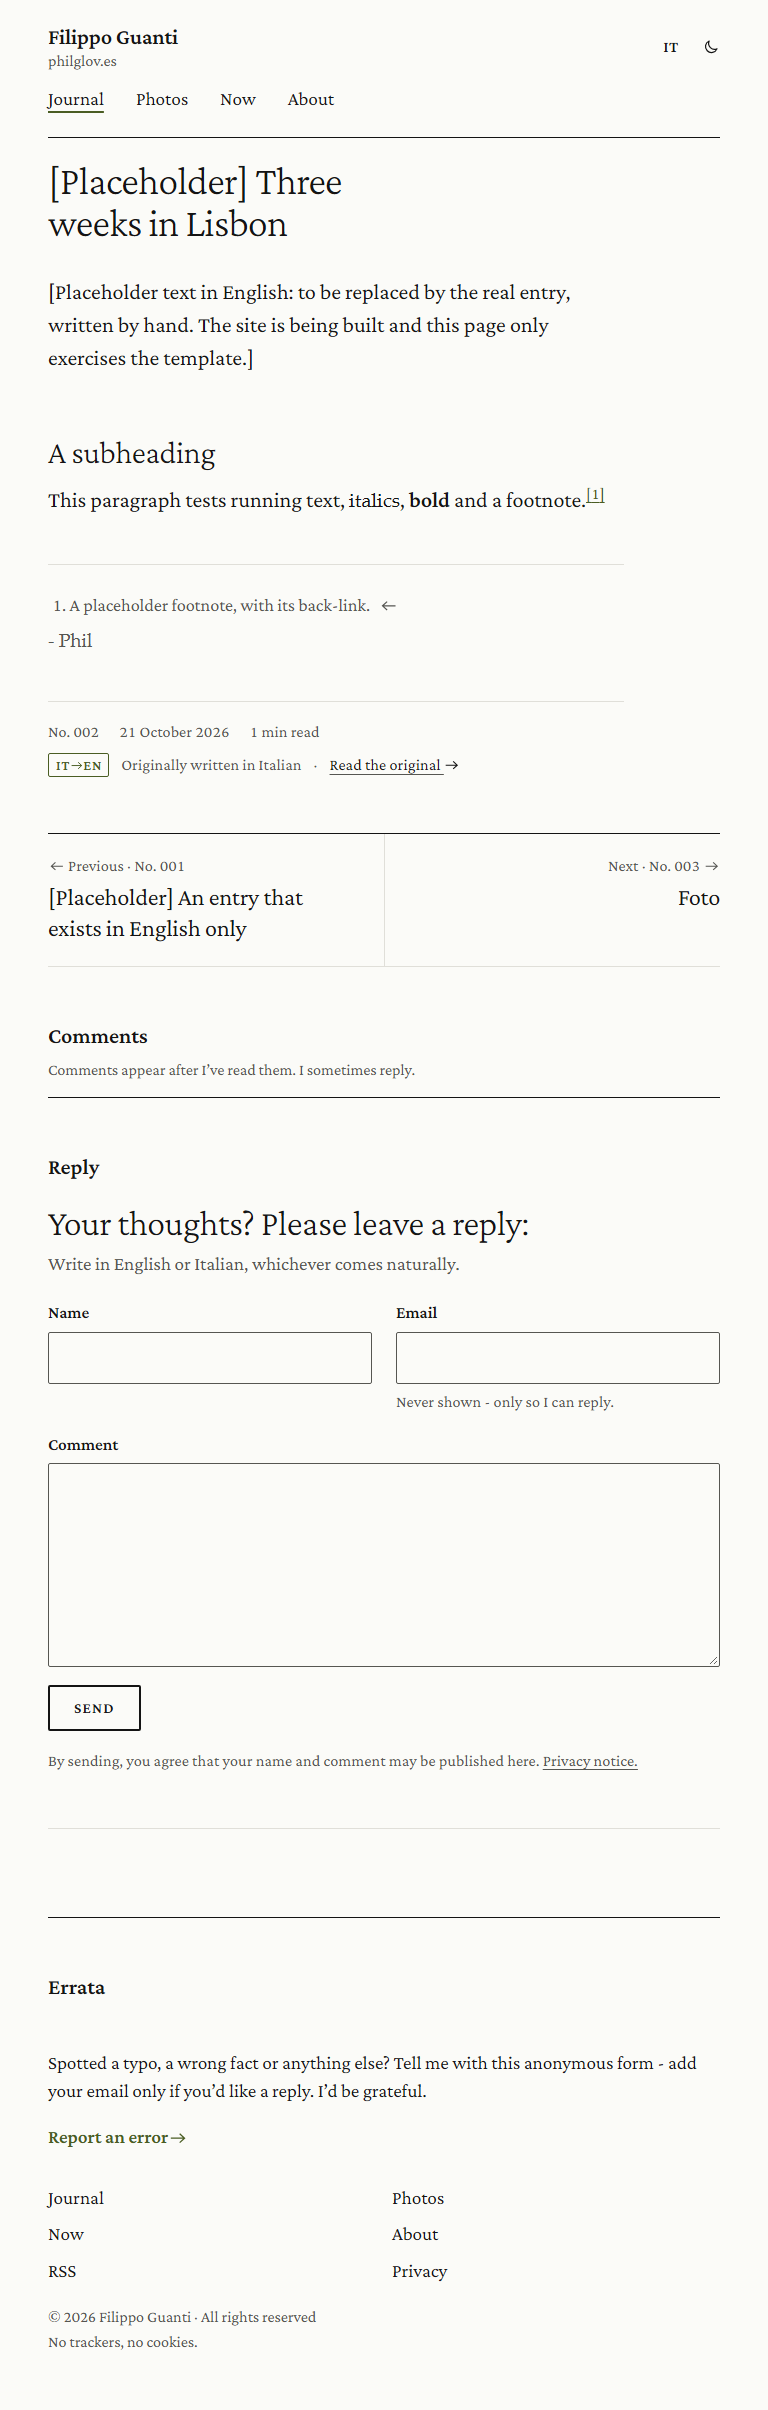 Filippo Guanti
philglov.es
IT
Journal Photos Now About
[Placeholder] Three
weeks in Lisbon
[Placeholder text in English: to be replaced by the real entry,
written by hand. The site is being built and this page only
exercises the template.]
A subheading
This paragraph tests running text, italics, bold and a footnote.[1]
1. A placeholder footnote, with its back-link. ←
- Phil
No. 002 21 October 2026 1 min read
IT→EN Originally written in Italian · Read the original →
← Previous · No. 001
[Placeholder] An entry that
exists in English only
Next · No. 003 →
Foto
Comments
Comments appear after I’ve read them. I sometimes reply.
Reply
Your thoughts? Please leave a reply:
Write in English or Italian, whichever comes naturally.
Name
Email
Never shown - only so I can reply.
Comment
SEND
By sending, you agree that your name and comment may be published here. Privacy notice.
Errata
Spotted a typo, a wrong fact or anything else? Tell me with this anonymous form - add
your email only if you’d like a reply. I’d be grateful.
Report an error→
Journal Photos
Now About
RSS Privacy
© 2026 Filippo Guanti · All rights reserved
No trackers, no cookies.